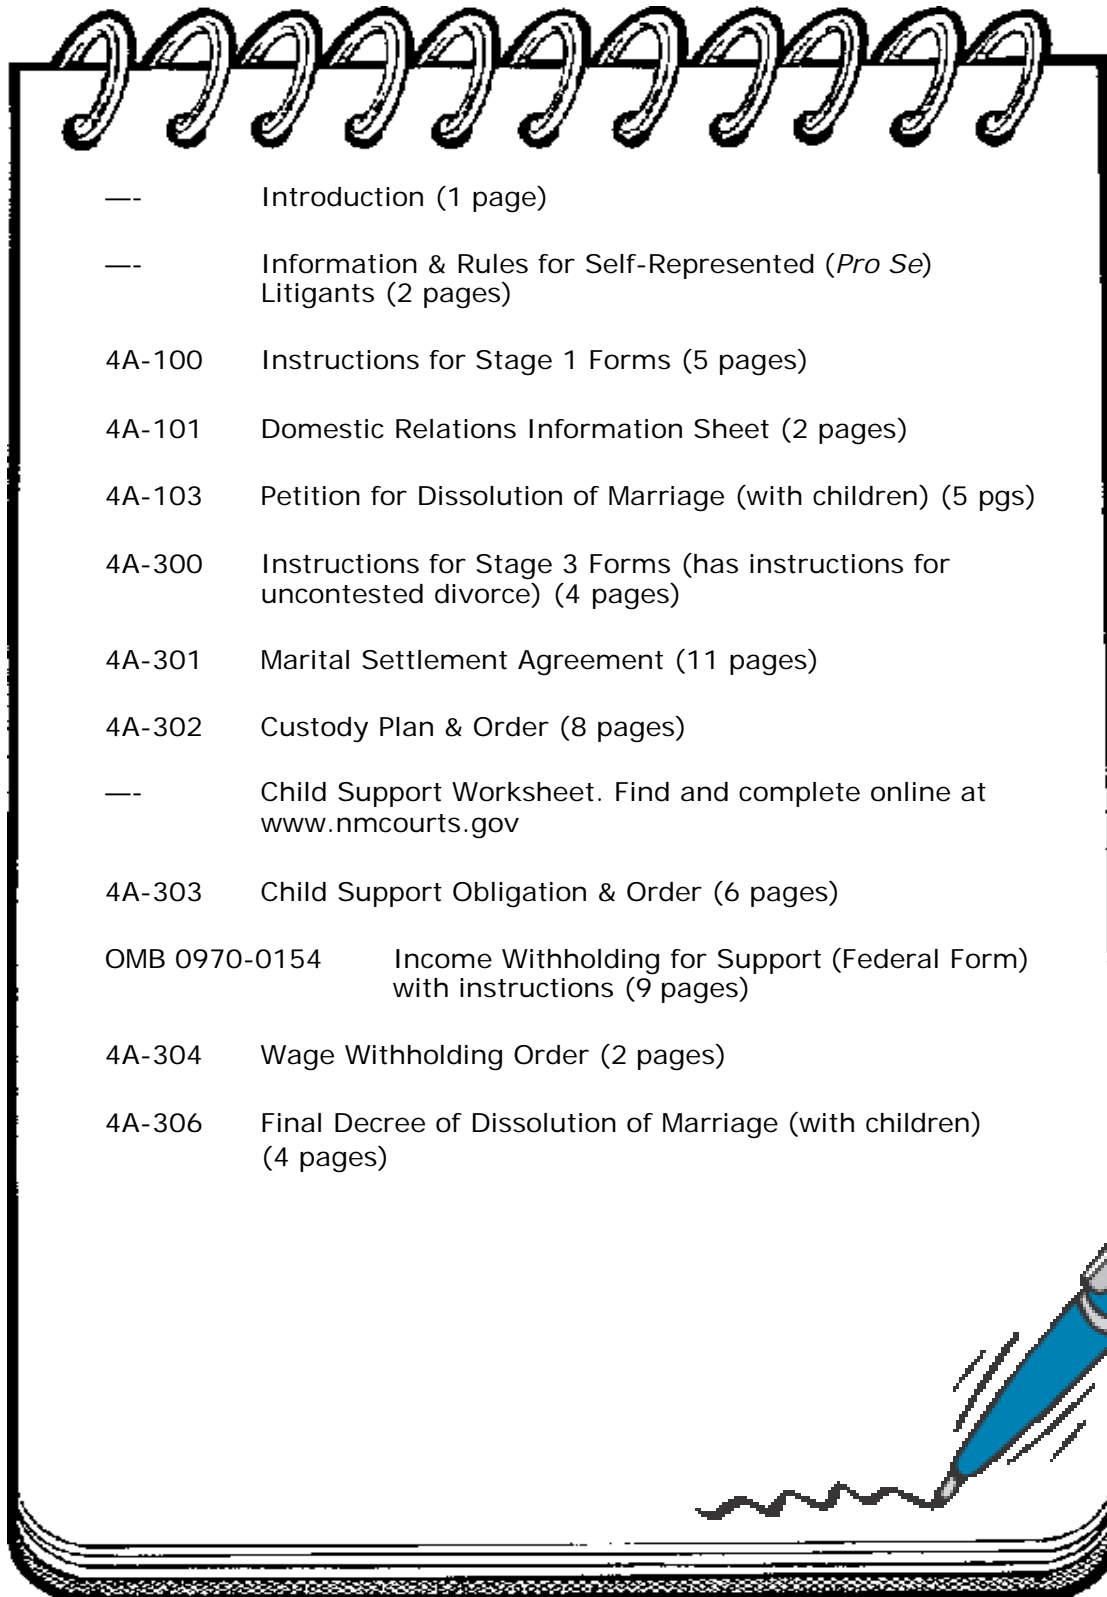 —- Introduction (1 page)
—- Information & Rules for Self-Represented (Pro Se)
Litigants (2 pages)
4A-100 Instructions for Stage 1 Forms (5 pages)
4A-101 Domestic Relations Information Sheet (2 pages)
4A-103 Petition for Dissolution of Marriage (with children) (5 pgs)
4A-300 Instructions for Stage 3 Forms (has instructions for
uncontested divorce) (4 pages)
4A-301 Marital Settlement Agreement (11 pages)
4A-302 Custody Plan & Order (8 pages)
—- Child Support Worksheet. Find and complete online at
www.nmcourts.gov
4A-303 Child Support Obligation & Order (6 pages)
OMB 0970-0154 Income Withholding for Support (Federal Form)
with instructions (9 pages)
4A-304 Wage Withholding Order (2 pages)
4A-306 Final Decree of Dissolution of Marriage (with children)
(4 pages)